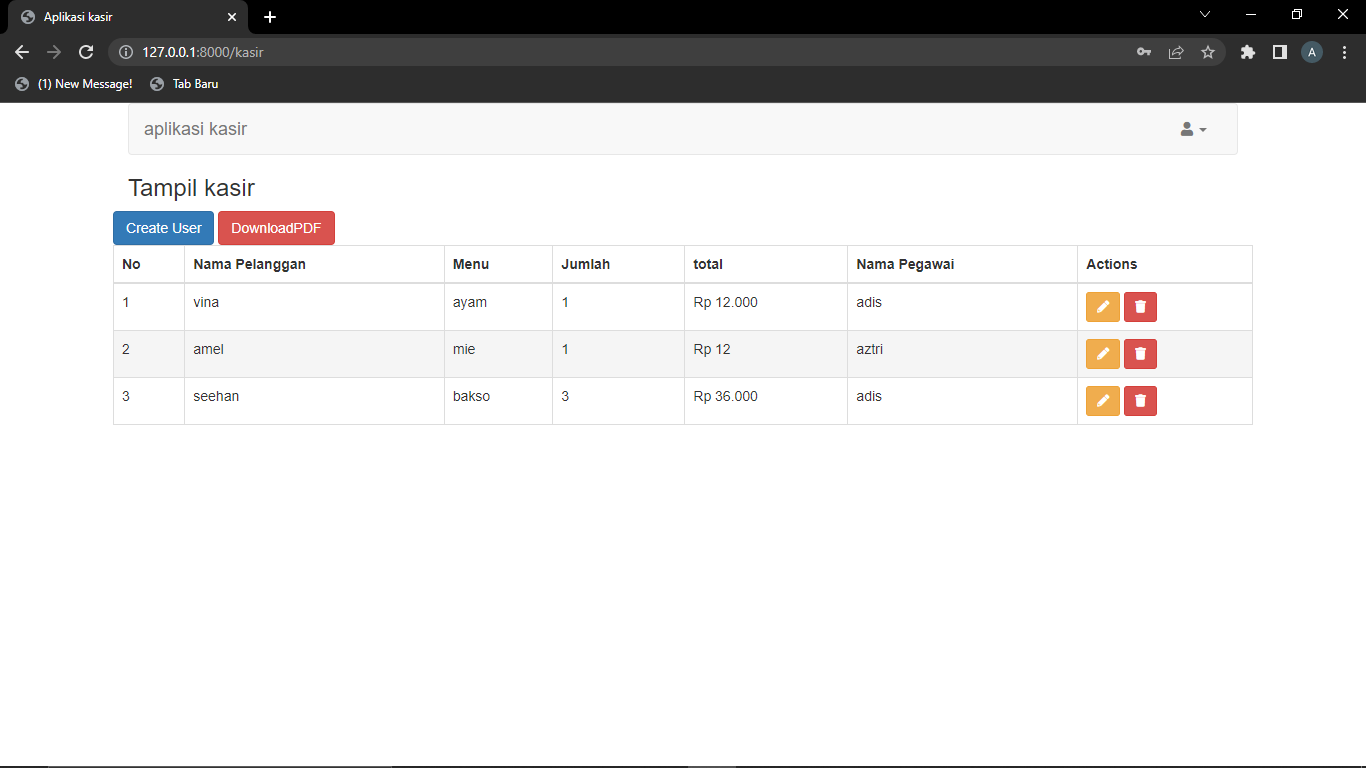 Aplikasi kasir
127.0.0.1:8000/kasir
A
(1) New Message! Tab Baru
aplikasi kasir
Tampil kasir
Create User DownloadPDF
No Nama Pelanggan Menu Jumlah total Nama Pegawai Actions
1 vina ayam 1 Rp 12.000 adis
2 amel mie 1 Rp 12 aztri
3 seehan bakso 3 Rp 36.000 adis